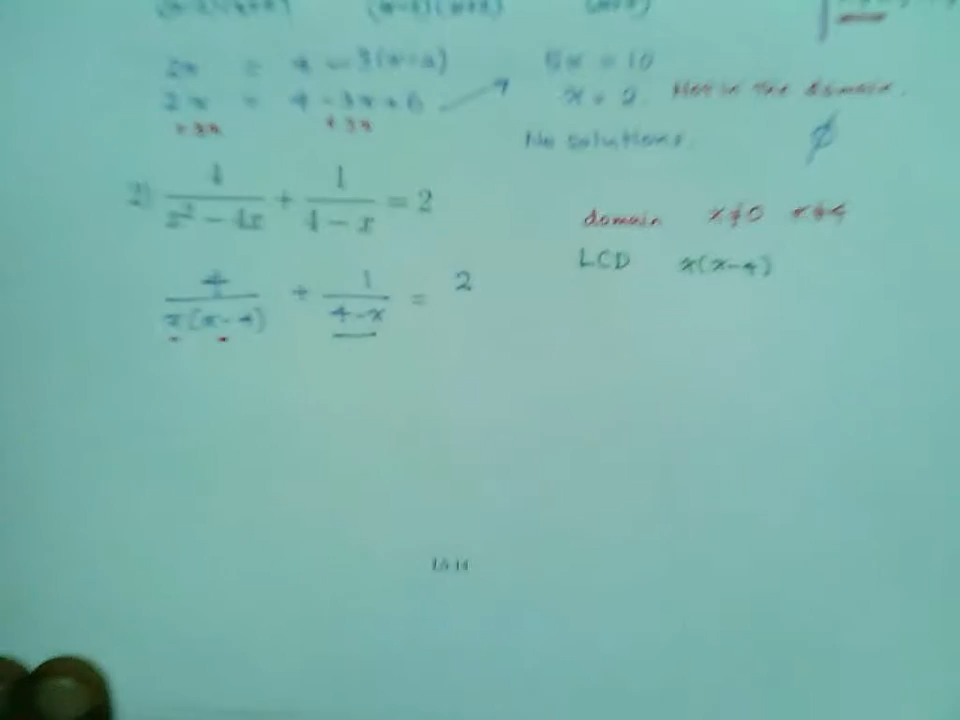 2x = 4 - 3(x-2) 5x = 10
2x = 4 - 3x + 6 x = 2 Not in the domain.
+3x +3x
No solutions. ∅
2) 4/(x² − 4x) + 1/(4 − x) = 2
domain x≠0 x≠4
LCD x(x-4)
4/(x(x-4)) + 1/(4-x) = 2